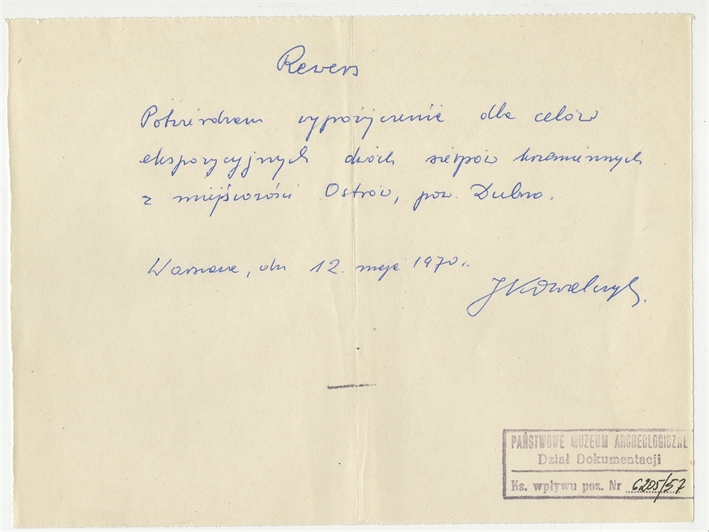 Rewers
Potwierdzam wypożyczenie dla celów
ekspozycyjnych dwóch sierpów krzemiennych
z miejscowości Ostrów, pow. Dubno.
Warszawa, dn 12. maja 1970 r.
JKowalczyk.
PAŃSTWOWE MUZEUM ARCHEOLOGICZNE
Dział Dokumentacji
Ks. wpływu poz. Nr 6205/57